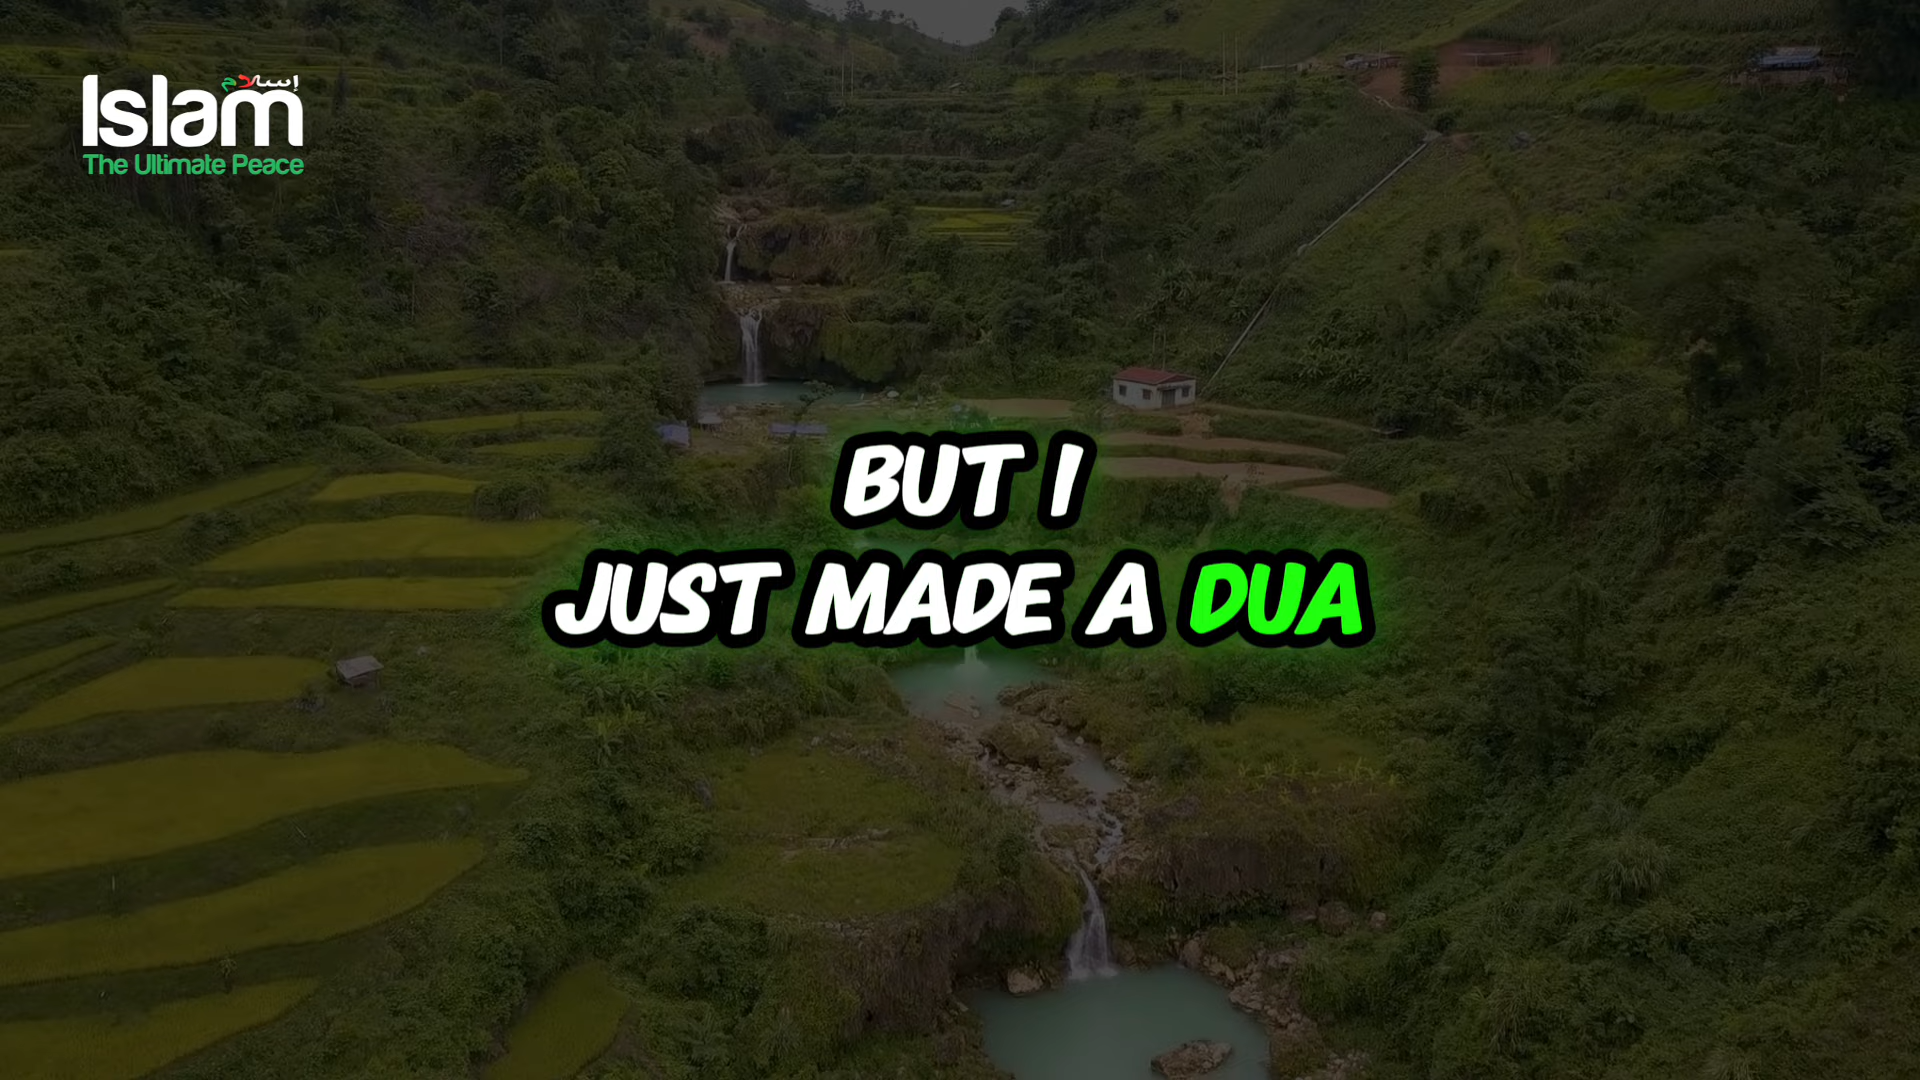 إسلام
Islam
The Ultimate Peace
BUT I
JUST MADE A DUA